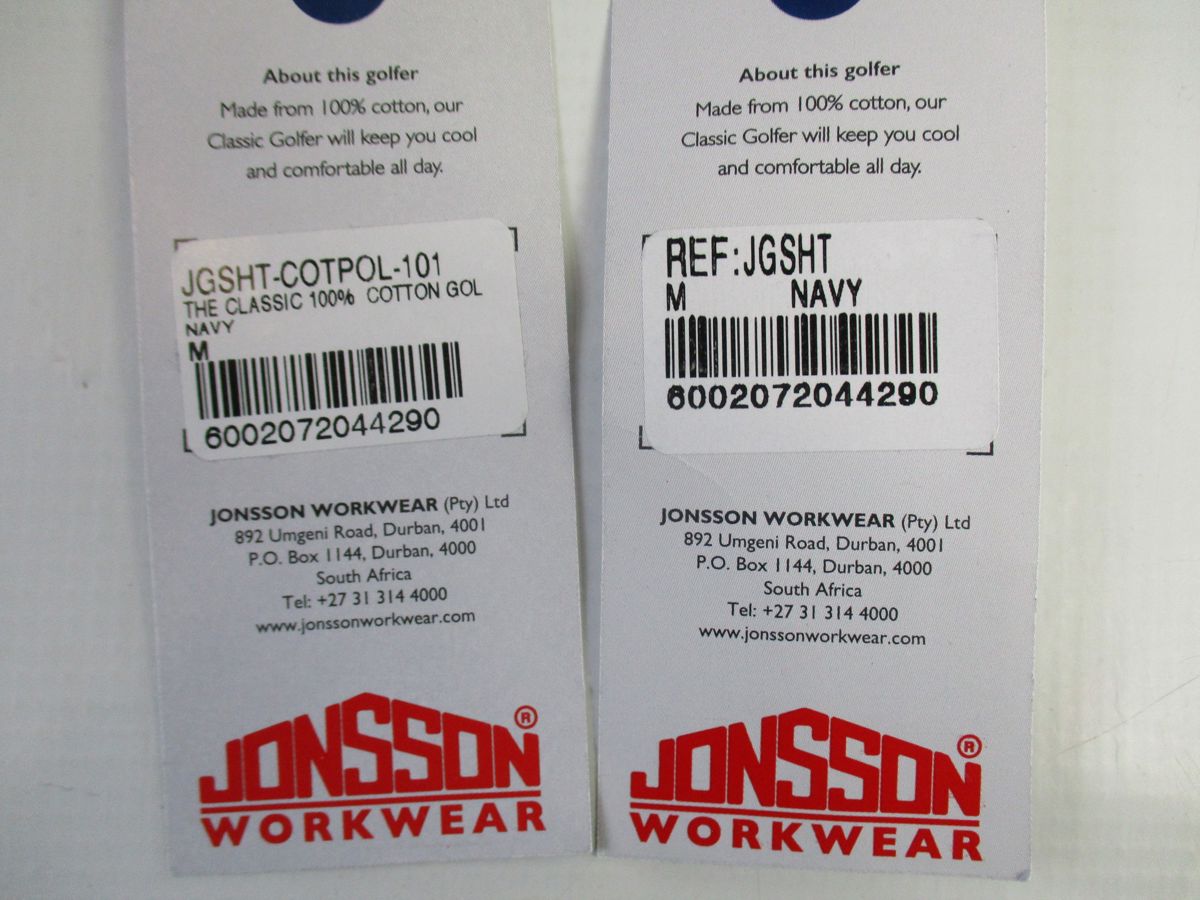 About this golfer
Made from 100% cotton, our
Classic Golfer will keep you cool
and comfortable all day.
JGSHT-COTPOL-101
THE CLASSIC 100% COTTON GOL
NAVY
M
6002072044290
JONSSON WORKWEAR (Pty) Ltd
892 Umgeni Road, Durban, 4001
P.O. Box 1144, Durban, 4000
South Africa
Tel: +27 31 314 4000
www.jonssonworkwear.com
JONSSON®
WORKWEAR
About this golfer
Made from 100% cotton, our
Classic Golfer will keep you cool
and comfortable all day.
REF:JGSHT
M NAVY
6002072044290
JONSSON WORKWEAR (Pty) Ltd
892 Umgeni Road, Durban, 4001
P.O. Box 1144, Durban, 4000
South Africa
Tel: +27 31 314 4000
www.jonssonworkwear.com
JONSSON®
WORKWEAR